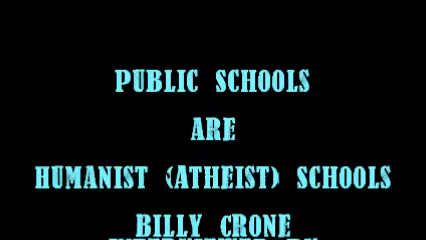 PUBLIC SCHOOLS
ARE
HUMANIST (ATHEIST) SCHOOLS
BILLY CRONE